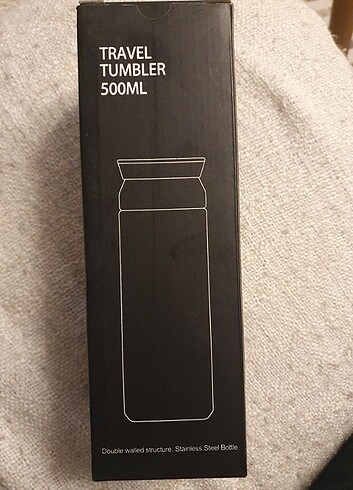 TRAVEL
TUMBLER
500ML
Double walled structure. Stainless Steel Bottle